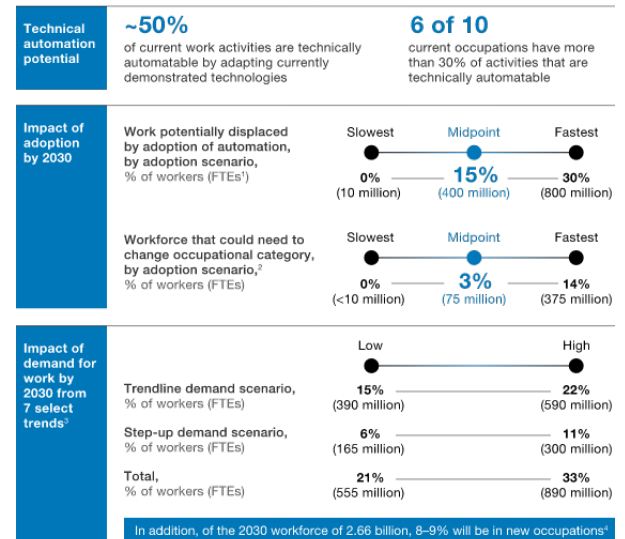 Technical
automation
potential
~50%
of current work activities are technically
automatable by adapting currently
demonstrated technologies
6 of 10
current occupations have more
than 30% of activities that are
technically automatable
Impact of
adoption
by 2030
Work potentially displaced
by adoption of automation,
by adoption scenario,
% of workers (FTEs¹)
Slowest Midpoint Fastest
0% 15% 30%
(10 million) (400 million) (800 million)
Workforce that could need to
change occupational category,
by adoption scenario,²
% of workers (FTEs)
Slowest Midpoint Fastest
0% 3% 14%
(<10 million) (75 million) (375 million)
Impact of
demand for
work by
2030 from
7 select
trends³
Low High
Trendline demand scenario,
% of workers (FTEs)
15% 22%
(390 million) (590 million)
Step-up demand scenario,
% of workers (FTEs)
6% 11%
(165 million) (300 million)
Total,
% of workers (FTEs)
21% 33%
(555 million) (890 million)
In addition, of the 2030 workforce of 2.66 billion, 8–9% will be in new occupations⁴